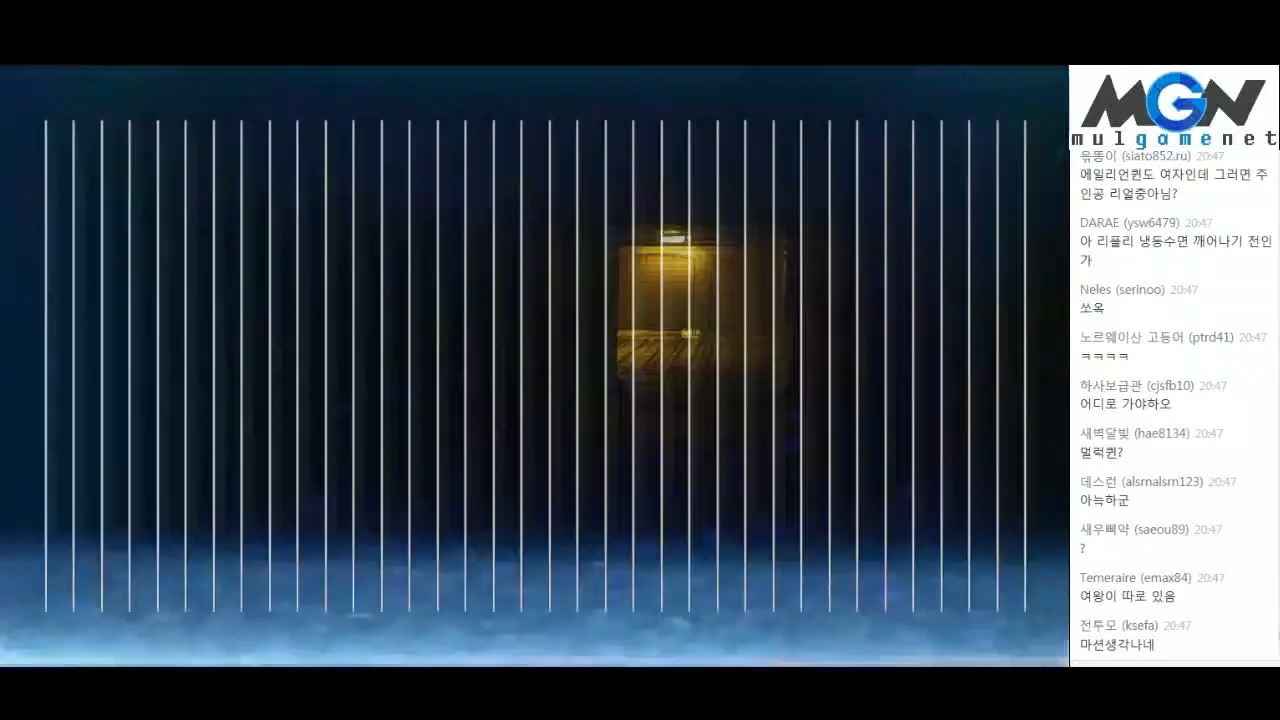 MGN
mulgamenet
윾똥이 (siato852.ru) 20:47
에일리언퀸도 여자인데 그러면 주
인공 리얼중아님?
DARAE (ysw6479) 20:47
아 리플리 냉동수면 깨어나기 전인
가
Neles (serinoo) 20:47
쏘옥
노르웨이산 고등어 (ptrd41) 20:47
ㅋㅋㅋㅋ
하사보급관 (cjsfb10) 20:47
어디로 가야하오
새벽달빛 (hae8134) 20:47
멀럭퀸?
데스런 (alsrnalsrn123) 20:47
아늑하군
새우뼈약 (saeou89) 20:47
?
Temeraire (emax84) 20:47
여왕이 따로 있음
전투모 (ksefa) 20:47
마션생각나네